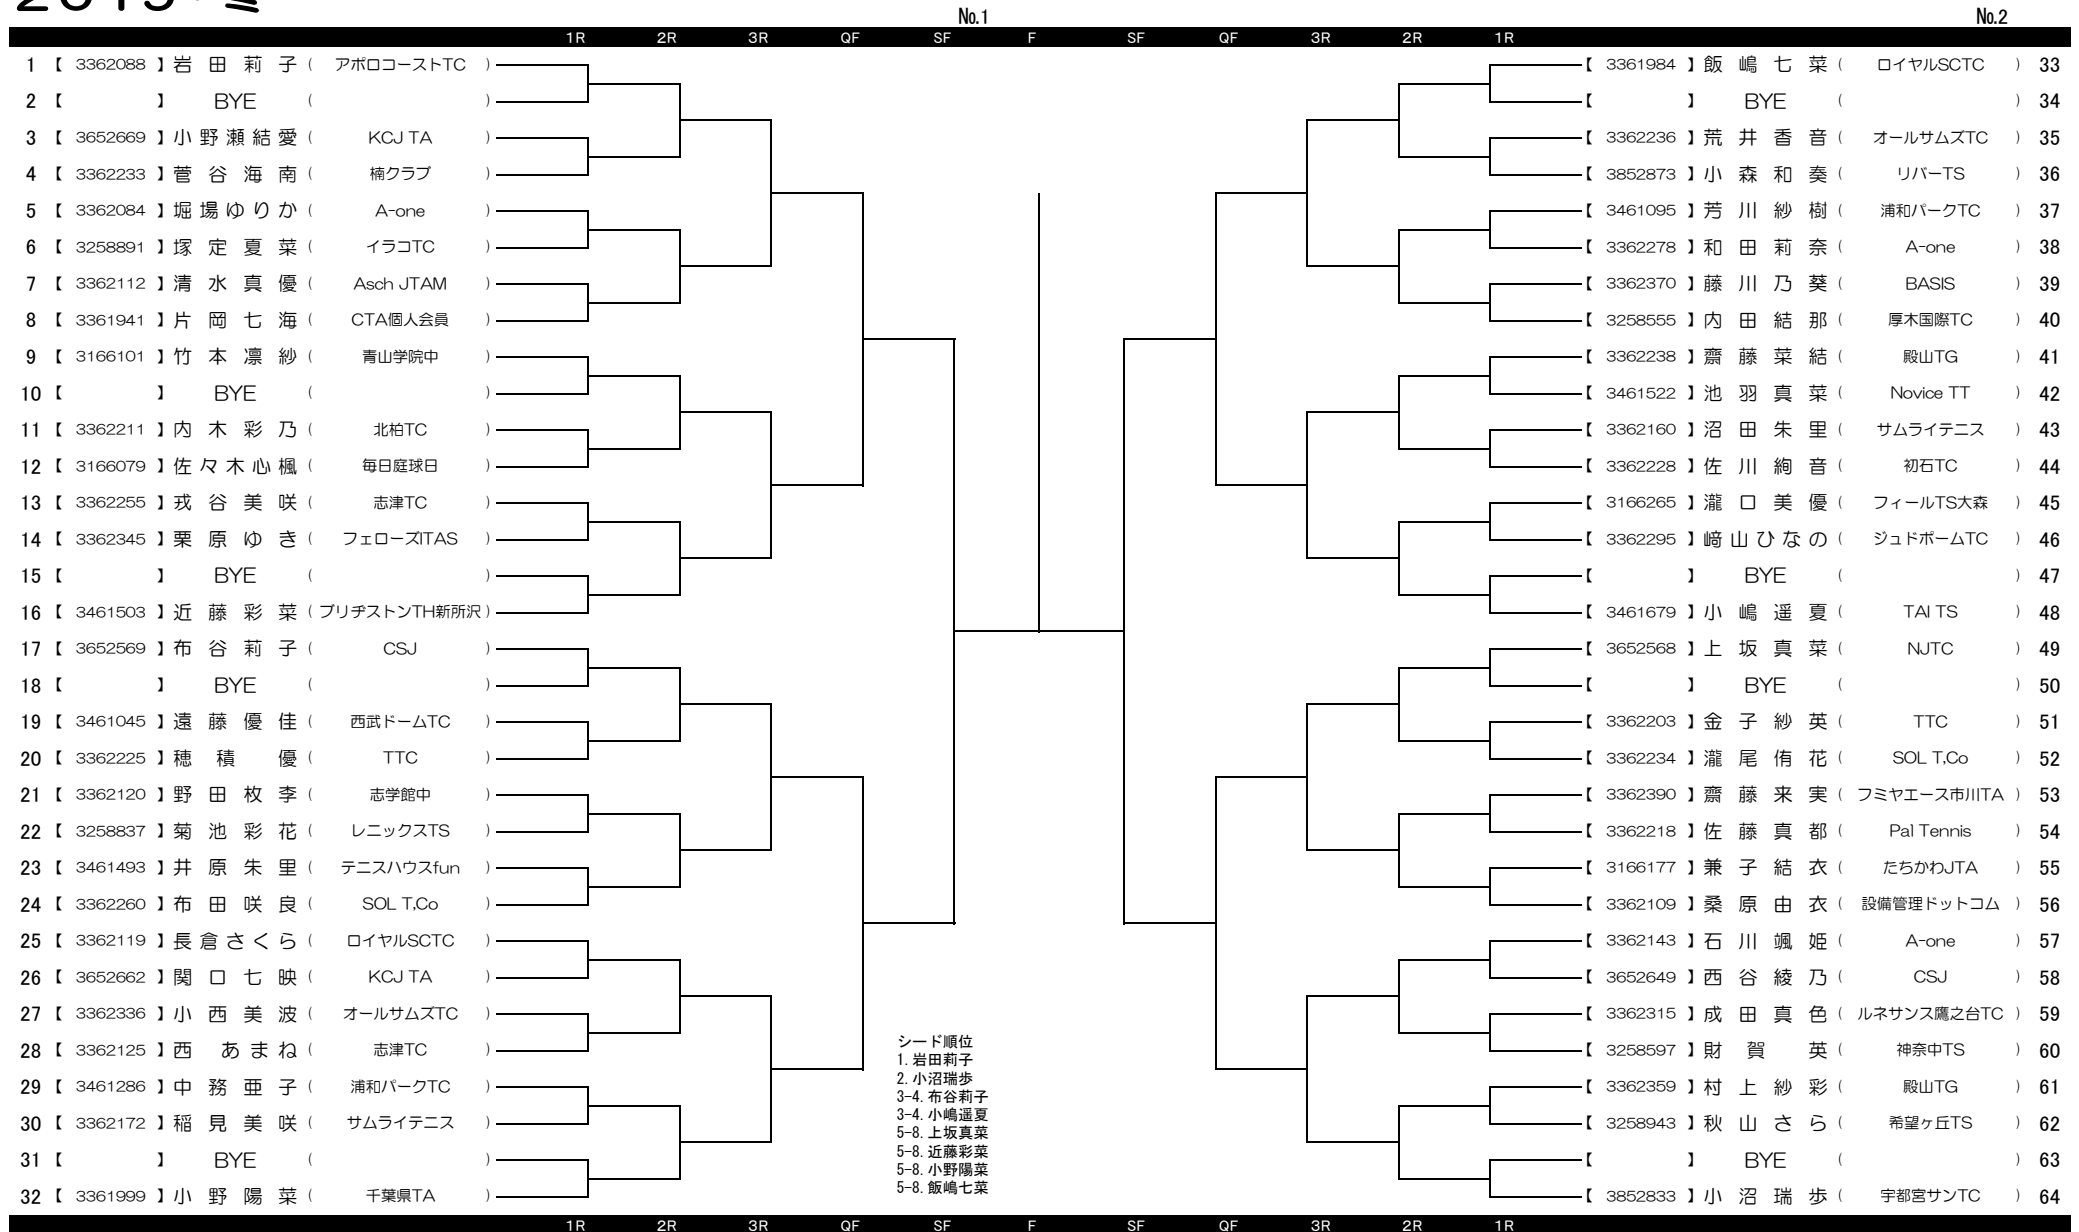 2019・ミ
No.1
No.2
1R 2R 3R QF SF F SF QF 3R 2R 1R
1 【 3362088 】 岩田莉子 ( アポロコーストTC )
2 【 】 BYE ( )
3 【 3652669 】 小野瀬結愛 ( KCJ TA )
4 【 3362233 】 菅谷海南 ( 楠クラブ )
5 【 3362084 】 堀場ゆりか ( A-one )
6 【 3258891 】 塚定夏菜 ( イラコTC )
7 【 3362112 】 清水真優 ( Asch JTAM )
8 【 3361941 】 片岡七海 ( CTA個人会員 )
9 【 3166101 】 竹本凛紗 ( 青山学院中 )
10 【 】 BYE ( )
11 【 3362211 】 内木彩乃 ( 北柏TC )
12 【 3166079 】 佐々木心楓 ( 毎日庭球日 )
13 【 3362255 】 戎谷美咲 ( 志津TC )
14 【 3362345 】 栗原ゆき ( フェローズITAS )
15 【 】 BYE ( )
16 【 3461503 】 近藤彩菜 ( ブリヂストンTH新所沢 )
17 【 3652569 】 布谷莉子 ( CSJ )
18 【 】 BYE ( )
19 【 3461045 】 遠藤優佳 ( 西武ドームTC )
20 【 3362225 】 穂積 優 ( TTC )
21 【 3362120 】 野田枚李 ( 志学館中 )
22 【 3258837 】 菊池彩花 ( レニックスTS )
23 【 3461493 】 井原朱里 ( テニスハウスfun )
24 【 3362260 】 布田咲良 ( SOL T,Co )
25 【 3362119 】 長倉さくら ( ロイヤルSCTC )
26 【 3652662 】 関口七映 ( KCJ TA )
27 【 3362336 】 小西美波 ( オールサムズTC )
28 【 3362125 】 西 あまね ( 志津TC )
29 【 3461286 】 中務亜子 ( 浦和パークTC )
30 【 3362172 】 稲見美咲 ( サムライテニス )
31 【 】 BYE ( )
32 【 3361999 】 小野陽菜 ( 千葉県TA )
シード順位
1. 岩田莉子
2. 小沼瑞歩
3-4. 布谷莉子
3-4. 小嶋遥夏
5-8. 上坂真菜
5-8. 近藤彩菜
5-8. 小野陽菜
5-8. 飯嶋七菜
【 3361984 】 飯嶋七菜 ( ロイヤルSCTC ) 33
【 】 BYE ( ) 34
【 3362236 】 荒井香音 ( オールサムズTC ) 35
【 3852873 】 小森和奏 ( リバーTS ) 36
【 3461095 】 芳川紗樹 ( 浦和パークTC ) 37
【 3362278 】 和田莉奈 ( A-one ) 38
【 3362370 】 藤川乃葵 ( BASIS ) 39
【 3258555 】 内田結那 ( 厚木国際TC ) 40
【 3362238 】 齋藤菜結 ( 殿山TG ) 41
【 3461522 】 池羽真菜 ( Novice TT ) 42
【 3362160 】 沼田朱里 ( サムライテニス ) 43
【 3362228 】 佐川絢音 ( 初石TC ) 44
【 3166265 】 瀧口美優 ( フィールTS大森 ) 45
【 3362295 】 﨑山ひなの ( ジュドポームTC ) 46
【 】 BYE ( ) 47
【 3461679 】 小嶋遥夏 ( TAI TS ) 48
【 3652568 】 上坂真菜 ( NJTC ) 49
【 】 BYE ( ) 50
【 3362203 】 金子紗英 ( TTC ) 51
【 3362234 】 瀧尾侑花 ( SOL T,Co ) 52
【 3362390 】 齋藤来実 ( フミヤエース市川TA ) 53
【 3362218 】 佐藤真都 ( Pal Tennis ) 54
【 3166177 】 兼子結衣 ( たちかわJTA ) 55
【 3362109 】 桑原由衣 ( 設備管理ドットコム ) 56
【 3362143 】 石川颯姫 ( A-one ) 57
【 3652649 】 西谷綾乃 ( CSJ ) 58
【 3362315 】 成田真色 ( ルネサンス鷹之台TC ) 59
【 3258597 】 財賀 英 ( 神奈中TS ) 60
【 3362359 】 村上紗彩 ( 殿山TG ) 61
【 3258943 】 秋山さら ( 希望ヶ丘TS ) 62
【 】 BYE ( ) 63
【 3852833 】 小沼瑞歩 ( 宇都宮サンTC ) 64
1R 2R 3R QF SF F SF QF 3R 2R 1R